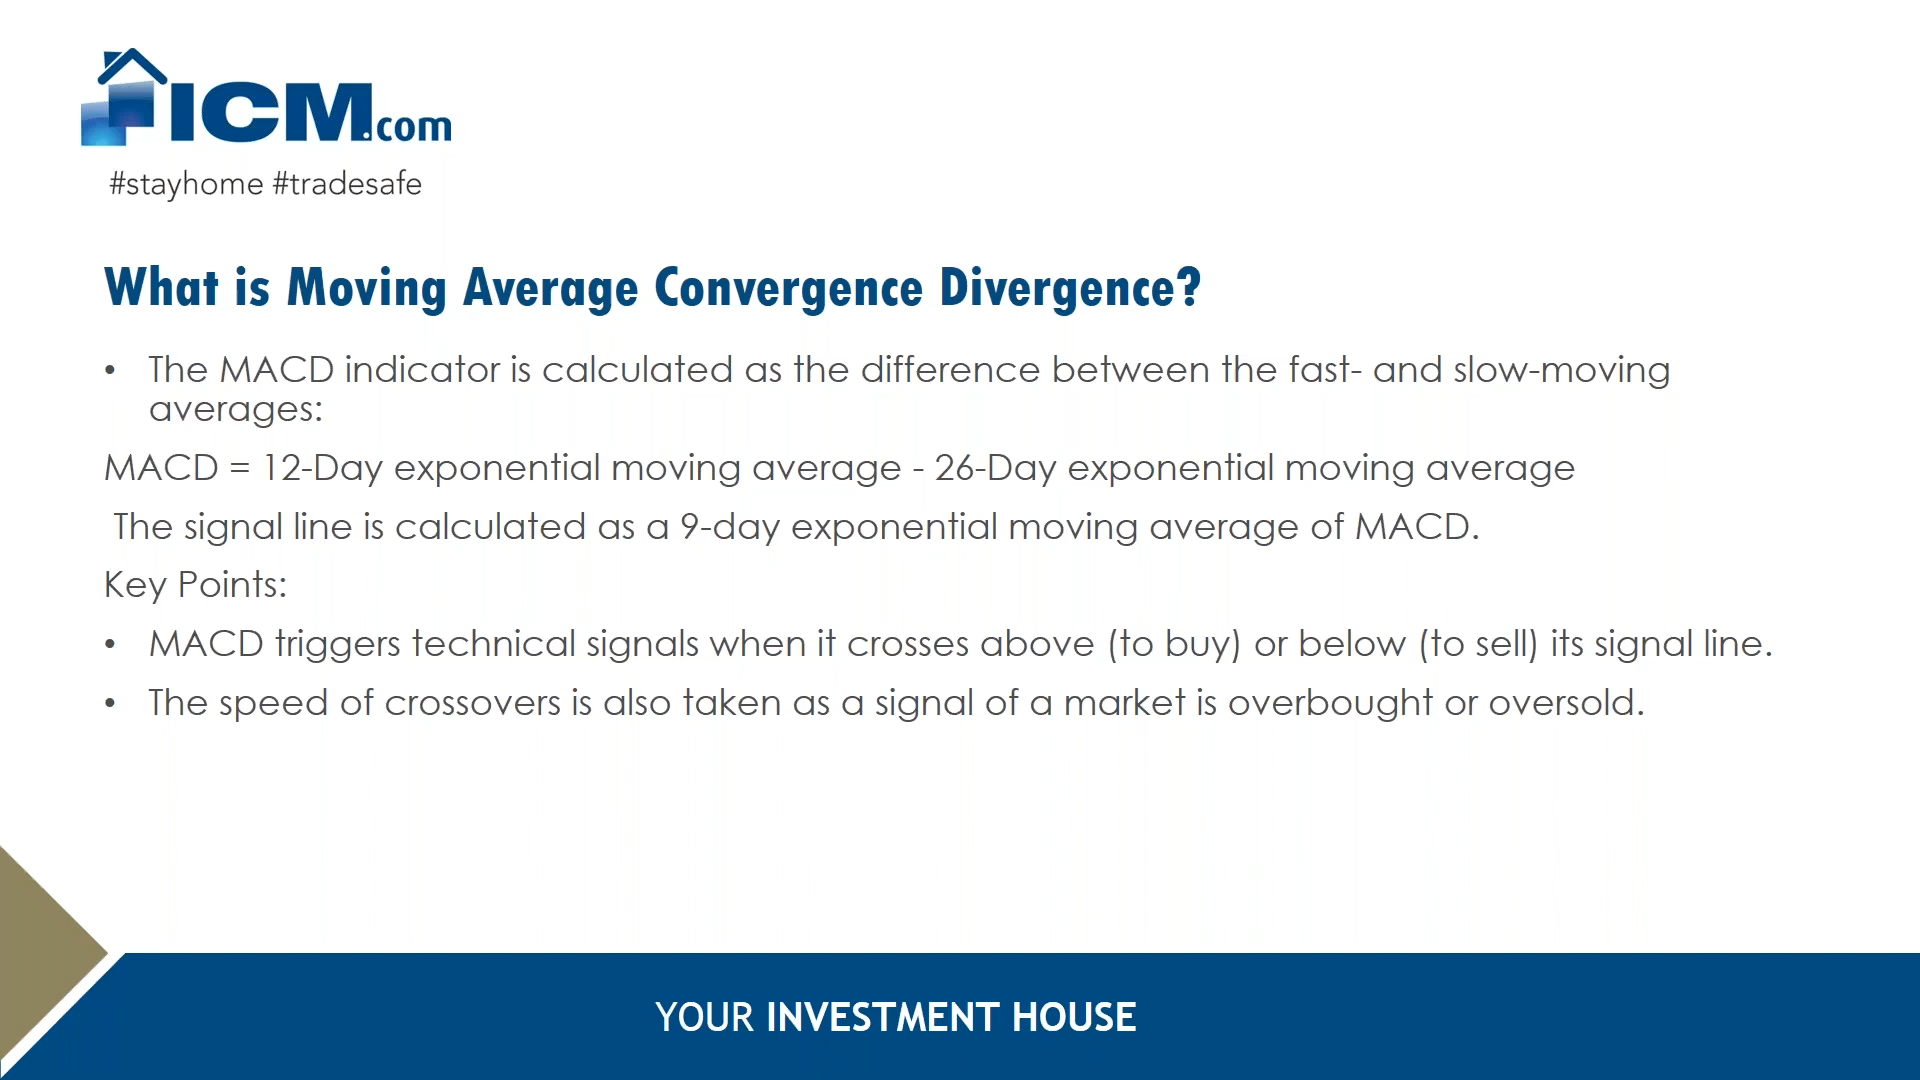 ICM.com
#stayhome #tradesafe
What is Moving Average Convergence Divergence?
• The MACD indicator is calculated as the difference between the fast- and slow-moving
averages:
MACD = 12-Day exponential moving average - 26-Day exponential moving average
The signal line is calculated as a 9-day exponential moving average of MACD.
Key Points:
• MACD triggers technical signals when it crosses above (to buy) or below (to sell) its signal line.
• The speed of crossovers is also taken as a signal of a market is overbought or oversold.
YOUR INVESTMENT HOUSE